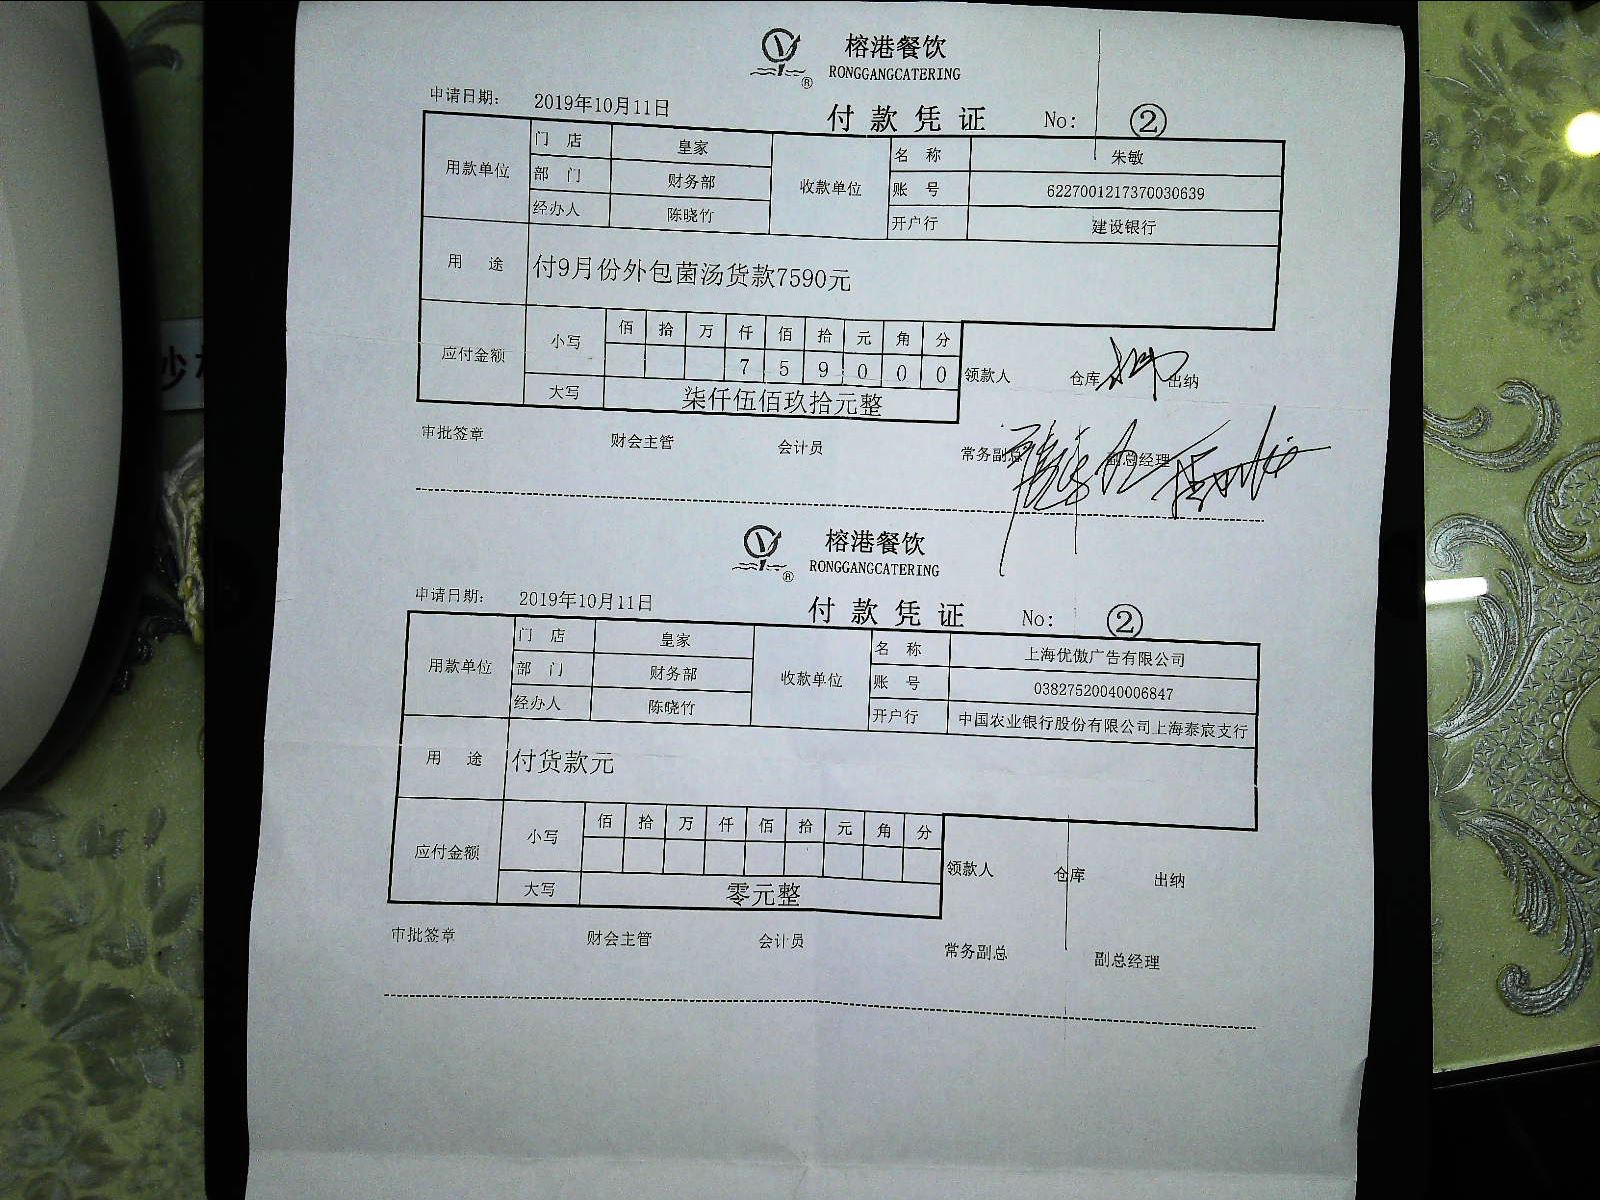 榕港餐饮
®
RONGGANGCATERING
申请日期: 2019年10月11日
付款凭证 No: ②
用款单位 门店 皇家 收款单位 名称 朱敏
部门 财务部 账号 6227001217370030639
经办人 陈晓竹 开户行 建设银行
用途 付9月份外包菌汤货款7590元
应付金额 小写 佰 拾 万 仟 佰 拾 元 角 分
7 5 9 0 0 0
领款人 仓库 出纳
大写 柒仟伍佰玖拾元整
审批签章 财会主管 会计员 常务副总 副总经理
榕港餐饮
®
RONGGANGCATERING
申请日期: 2019年10月11日
付款凭证 No: ②
用款单位 门店 皇家 收款单位 名称 上海优傲广告有限公司
部门 财务部 账号 03827520040006847
经办人 陈晓竹 开户行 中国农业银行股份有限公司上海泰宸支行
用途 付货款元
应付金额 小写 佰 拾 万 仟 佰 拾 元 角 分
领款人 仓库 出纳
大写 零元整
审批签章 财会主管 会计员 常务副总 副总经理